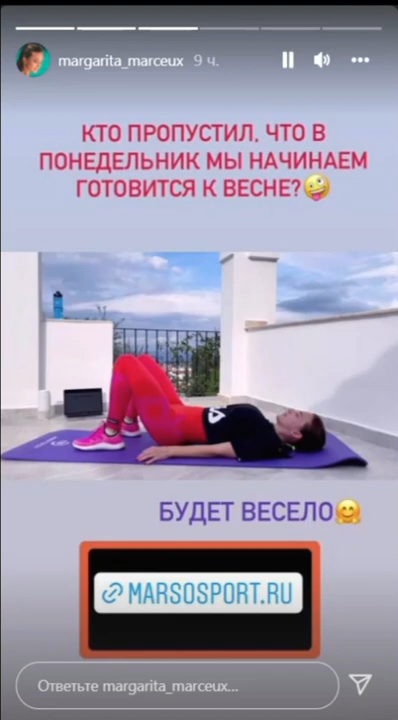 margarita_marceux 9 ч.
КТО ПРОПУСТИЛ, ЧТО В
ПОНЕДЕЛЬНИК МЫ НАЧИНАЕМ
ГОТОВИТСЯ К ВЕСНЕ?🤪
БУДЕТ ВЕСЕЛО🤗
MARSOSPORT.RU
Ответьте margarita_marceux...